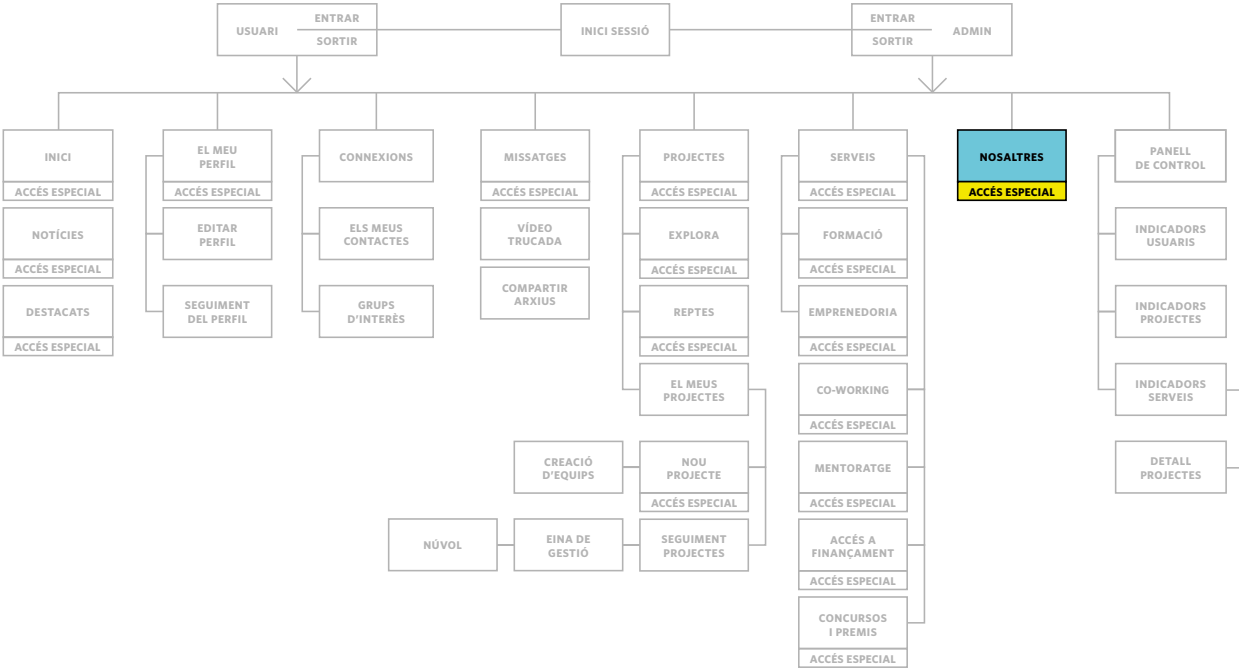 USUARI
ENTRAR
SORTIR
INICI SESSIÓ
ENTRAR
SORTIR
ADMIN
INICI
ACCÉS ESPECIAL
NOTÍCIES
ACCÉS ESPECIAL
DESTACATS
ACCÉS ESPECIAL
EL MEU
PERFIL
ACCÉS ESPECIAL
EDITAR
PERFIL
SEGUIMENT
DEL PERFIL
CONNEXIONS
ELS MEUS
CONTACTES
GRUPS
D'INTERÈS
MISSATGES
ACCÉS ESPECIAL
VÍDEO
TRUCADA
COMPARTIR
ARXIUS
PROJECTES
ACCÉS ESPECIAL
EXPLORA
ACCÉS ESPECIAL
REPTES
ACCÉS ESPECIAL
EL MEUS
PROJECTES
CREACIÓ
D'EQUIPS
NOU
PROJECTE
ACCÉS ESPECIAL
NÚVOL
EINA DE
GESTIÓ
SEGUIMENT
PROJECTES
SERVEIS
ACCÉS ESPECIAL
FORMACIÓ
ACCÉS ESPECIAL
EMPRENEDORIA
ACCÉS ESPECIAL
CO-WORKING
ACCÉS ESPECIAL
MENTORATGE
ACCÉS ESPECIAL
ACCÉS A
FINANÇAMENT
ACCÉS ESPECIAL
CONCURSOS
I PREMIS
ACCÉS ESPECIAL
NOSALTRES
ACCÉS ESPECIAL
PANELL
DE CONTROL
INDICADORS
USUARIS
INDICADORS
PROJECTES
INDICADORS
SERVEIS
DETALL
PROJECTES